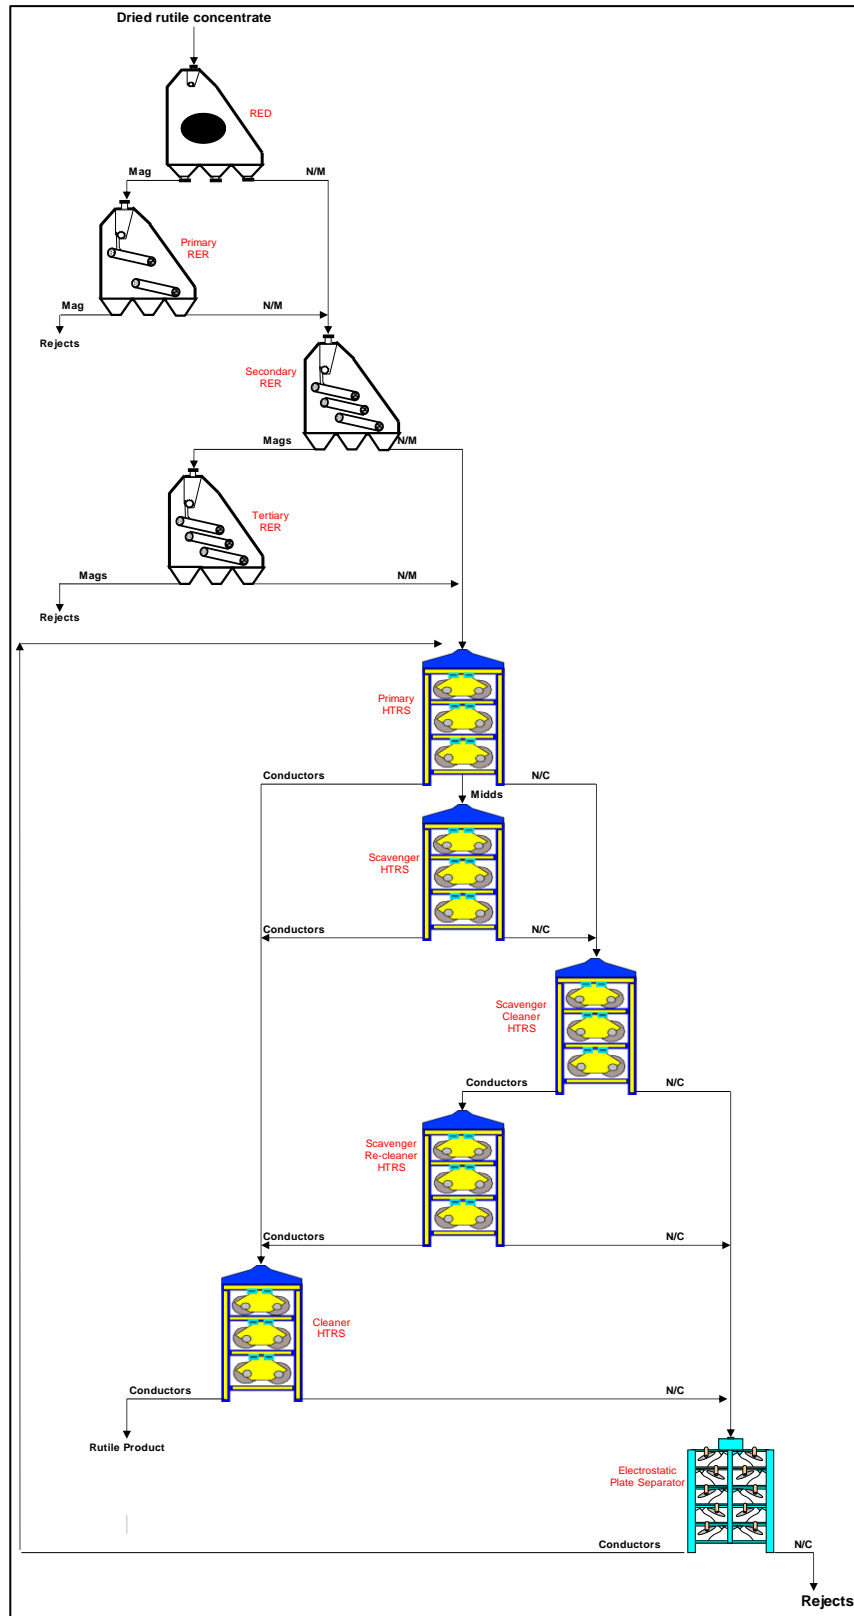 Dried rutile concentrate
RED
Mag
N/M
Primary
RER
Mag
N/M
Rejects
Secondary
RER
Mags
N/M
Tertiary
RER
Mags
N/M
Rejects
Primary
HTRS
Conductors
N/C
Midds
Scavenger
HTRS
Conductors
N/C
Scavenger
Cleaner
HTRS
Conductors
N/C
Scavenger
Re-cleaner
HTRS
Conductors
N/C
Cleaner
HTRS
Conductors
N/C
Rutile Product
Electrostatic
Plate Separator
Conductors
N/C
Rejects